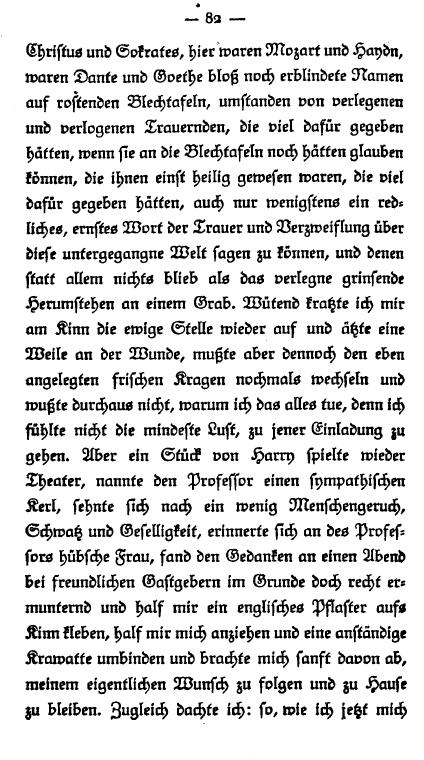 — 82 —
Christus und Sokrates, hier waren Mozart und Haydn,
waren Dante und Goethe bloß noch erblindete Namen
auf rostenden Blechtafeln, umstanden von verlegenen
und verlogenen Trauernden, die viel dafür gegeben
hätten, wenn sie an die Blechtafeln noch hätten glauben
können, die ihnen einst heilig gewesen waren, die viel
dafür gegeben hätten, auch nur wenigstens ein red-
liches, ernstes Wort der Trauer und Verzweiflung über
diese untergegangne Welt sagen zu können, und denen
statt allem nichts blieb als das verlegne grinsende
Herumstehen an einem Grab. Wütend kratzte ich mir
am Kinn die ewige Stelle wieder auf und ätzte eine
Weile an der Wunde, mußte aber dennoch den eben
angelegten frischen Kragen nochmals wechseln und
wußte durchaus nicht, warum ich das alles tue, denn ich
fühlte nicht die mindeste Lust, zu jener Einladung zu
gehen. Aber ein Stück von Harry spielte wieder
Theater, nannte den Professor einen sympathischen
Kerl, sehnte sich nach ein wenig Menschengeruch,
Schwatz und Geselligkeit, erinnerte sich an des Profes-
sors hübsche Frau, fand den Gedanken an einen Abend
bei freundlichen Gastgebern im Grunde doch recht er-
munternd und half mir ein englisches Pflaster aufs
Kinn kleben, half mir mich anziehen und eine anständige
Krawatte umbinden und brachte mich sanft davon ab,
meinem eigentlichen Wunsch zu folgen und zu Hause
zu bleiben. Zugleich dachte ich: so, wie ich jetzt mich